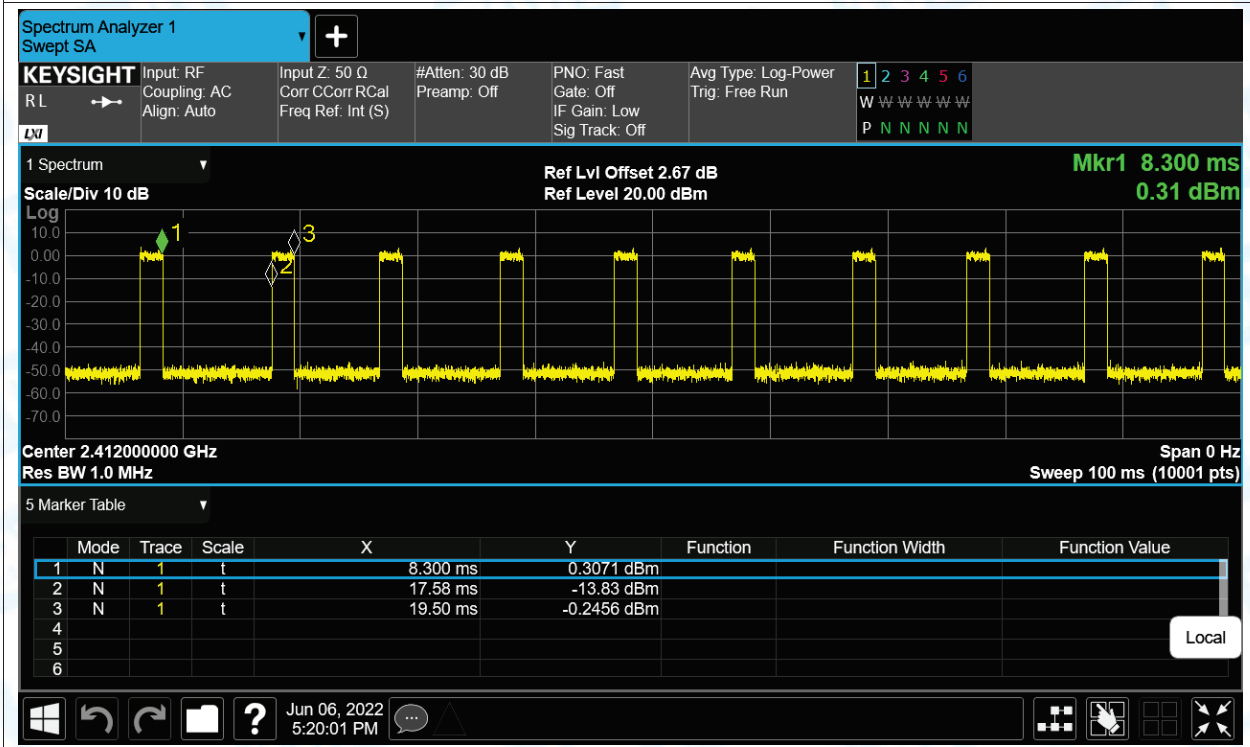 Spectrum Analyzer 1
Swept SA
KEYSIGHT
R L
LXI
Input: RF
Coupling: AC
Align: Auto
Input Z: 50 Ω
Corr CCorr RCal
Freq Ref: Int (S)
#Atten: 30 dB
Preamp: Off
PNO: Fast
Gate: Off
IF Gain: Low
Sig Track: Off
Avg Type: Log-Power
Trig: Free Run
1 2 3 4 5 6
W W W W W W
P N N N N N
1 Spectrum
Scale/Div 10 dB
Ref Lvl Offset 2.67 dB
Ref Level 20.00 dBm
Mkr1 8.300 ms
0.31 dBm
Log
10.0
0.00
-10.0
-20.0
-30.0
-40.0
-50.0
-60.0
-70.0
1
2
3
Center 2.412000000 GHz
Res BW 1.0 MHz
Span 0 Hz
Sweep 100 ms (10001 pts)
5 Marker Table
Mode Trace Scale X Y Function Function Width Function Value
1 N 1 t 8.300 ms 0.3071 dBm
2 N 1 t 17.58 ms -13.83 dBm
3 N 1 t 19.50 ms -0.2456 dBm
4
5
6
Local
?
Jun 06, 2022
5:20:01 PM